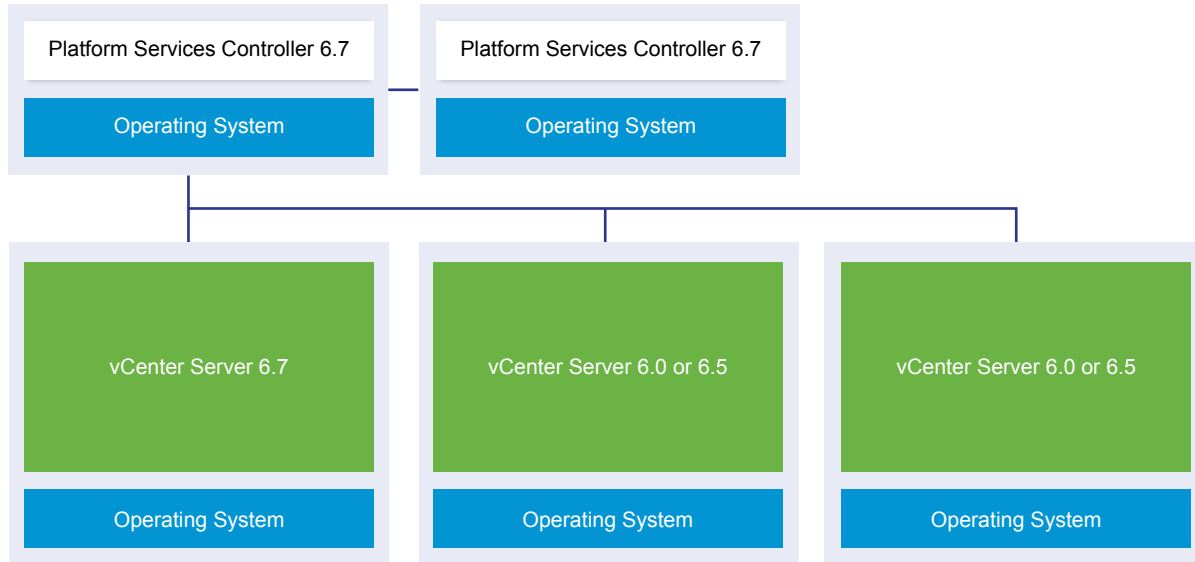 Platform Services Controller 6.7
Platform Services Controller 6.7
Operating System
Operating System
vCenter Server 6.7
vCenter Server 6.0 or 6.5
vCenter Server 6.0 or 6.5
Operating System
Operating System
Operating System